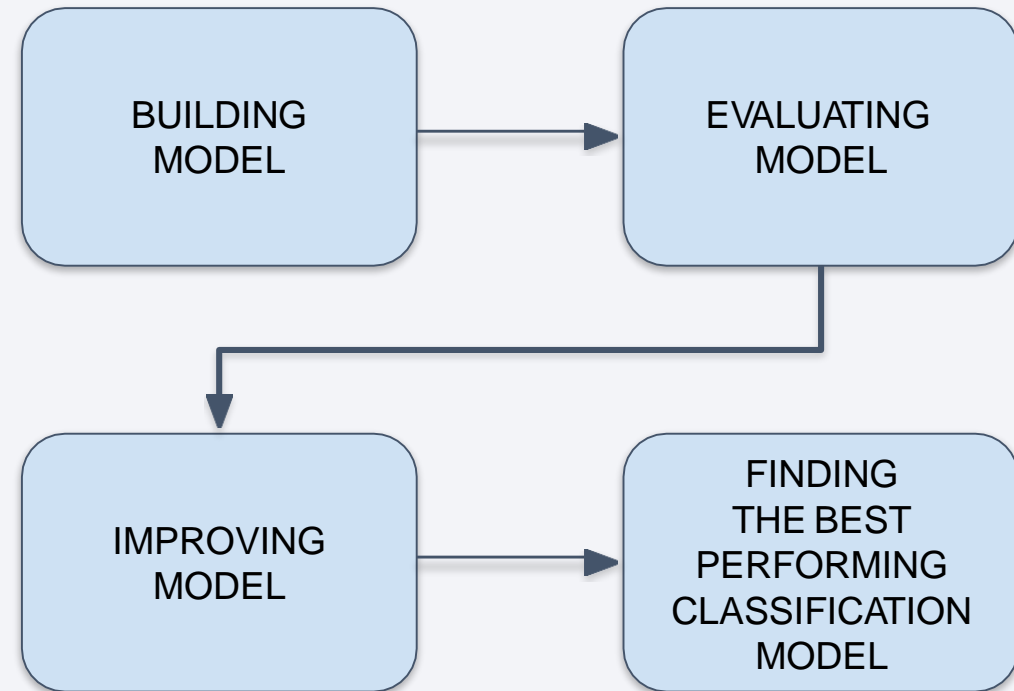 BUILDING
MODEL
EVALUATING
MODEL
IMPROVING
MODEL
FINDING
THE BEST
PERFORMING
CLASSIFICATION
MODEL